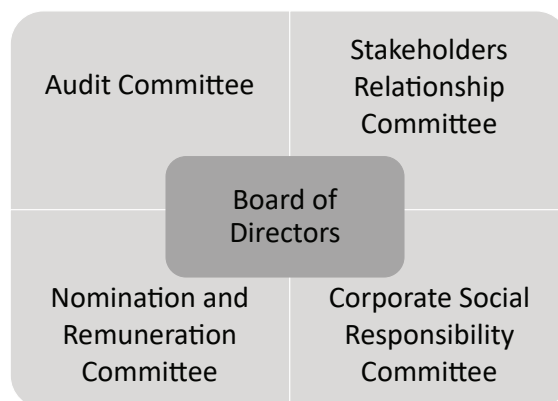 Audit Committee
Stakeholders
Relationship
Committee
Board of
Directors
Nomination and
Remuneration
Committee
Corporate Social
Responsibility
Committee